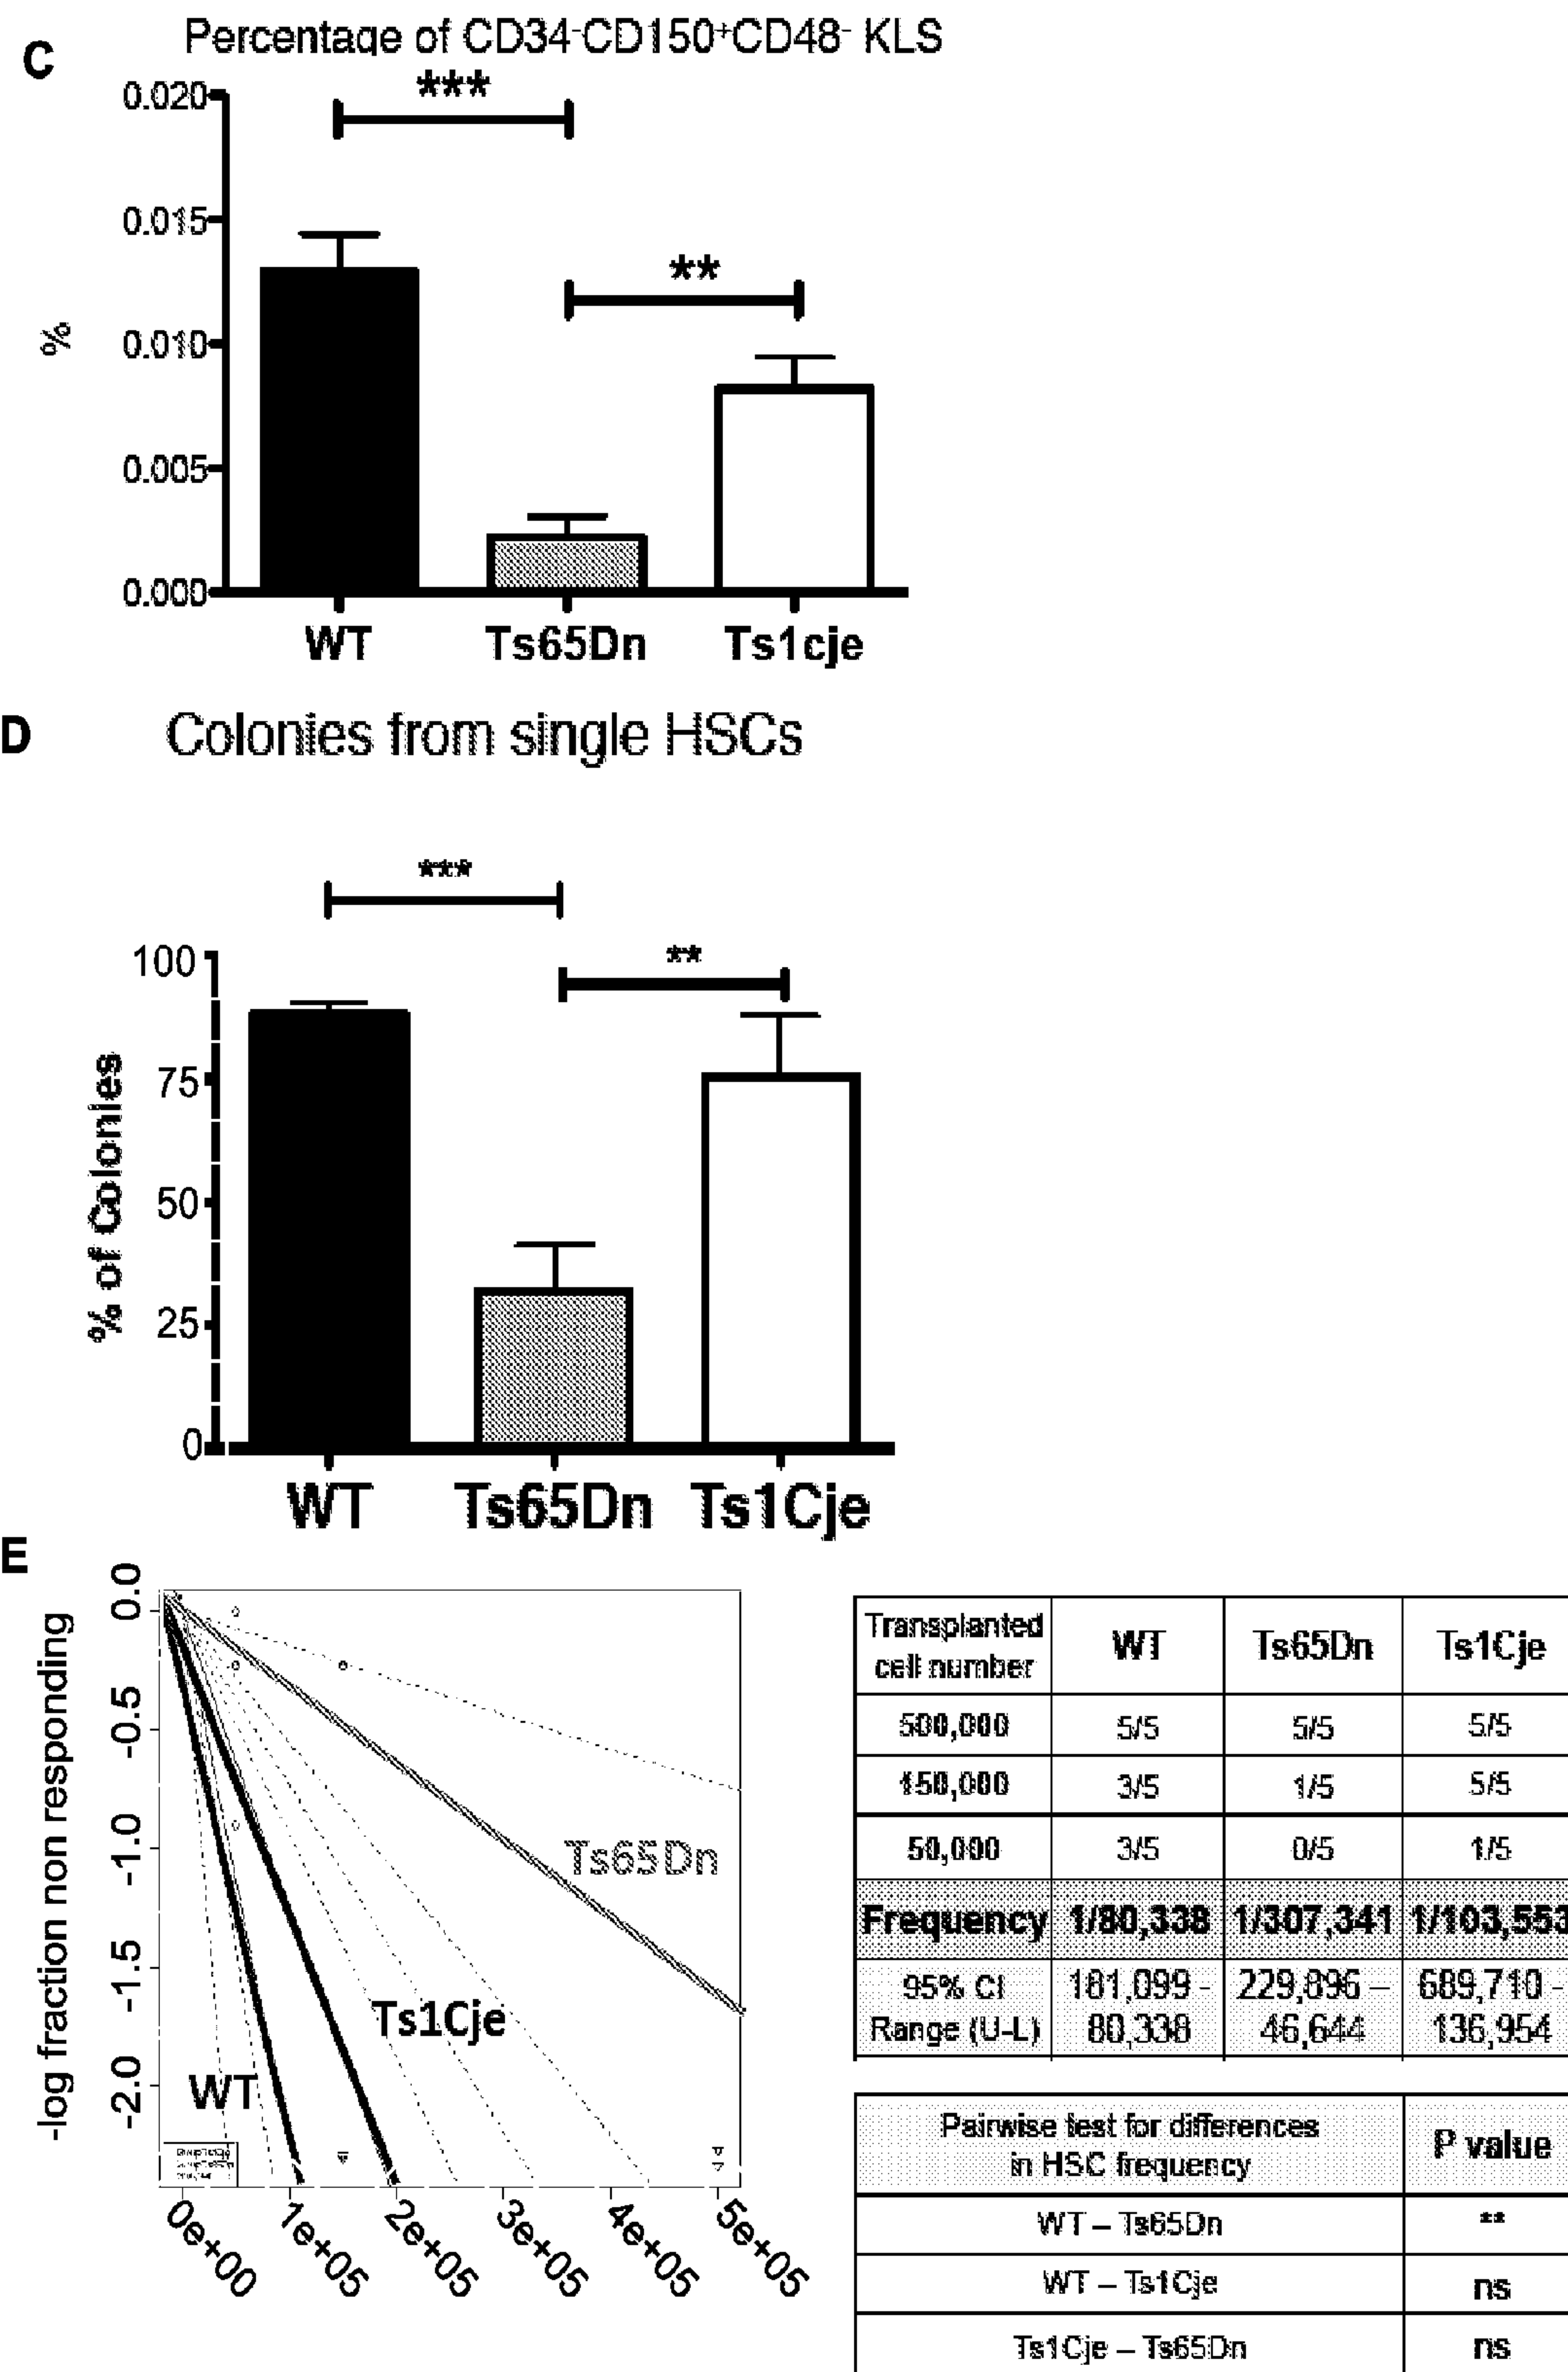 C
Percentage of CD34-CD150+CD48- KLS
***
0.020
0.015
**
%
0.010
0.005
0.000
WT Ts65Dn Ts1cje
D
Colonies from single HSCs
***
**
100
75
% of Colonies
50
25
0
WT Ts65Dn Ts1Cje
E
-log fraction non responding
0.0
-0.5
-1.0
-1.5
-2.0
Ts65Dn
Ts1Cje
WT
0e+00 1e+05 2e+05 3e+05 4e+05 5e+05
Transplanted cell number WT Ts65Dn Ts1Cje
500,000 5/5 5/5 5/5
150,000 3/5 1/5 5/5
50,000 3/5 0/5 1/5
Frequency 1/80,338 1/307,341 1/103,553
95% CI 181,099 - 229,896 – 689,710 -
Range (U-L) 80,338 46,644 136,954
Pairwise test for differences
in HSC frequency
P value
WT – Ts65Dn **
WT – Ts1Cje ns
Ts1Cje – Ts65Dn ns